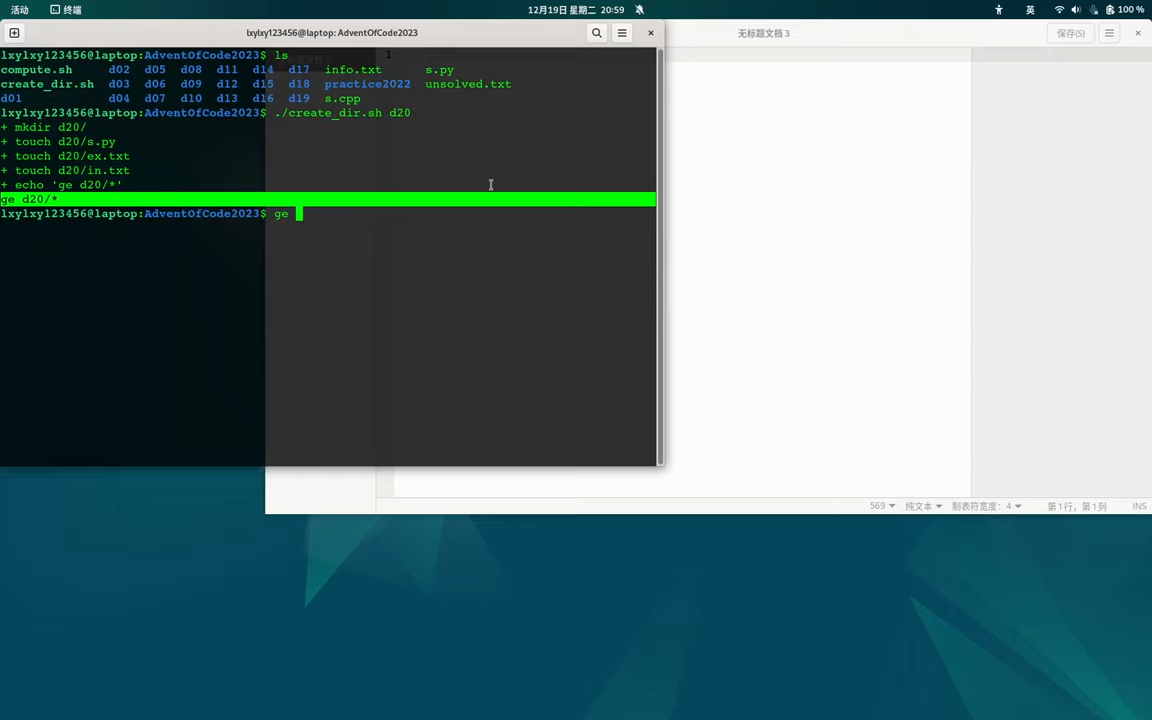 活动 终端 12月19日 星期二 20:59 英 100 %
lxylxy123456@laptop: AdventOfCode2023
无标题文档 3 保存(S)
1
lxylxy123456@laptop:AdventOfCode2023$ ls
compute.sh d02 d05 d08 d11 d14 d17 info.txt s.py
create_dir.sh d03 d06 d09 d12 d15 d18 practice2022 unsolved.txt
d01 d04 d07 d10 d13 d16 d19 s.cpp
lxylxy123456@laptop:AdventOfCode2023$ ./create_dir.sh d20
+ mkdir d20/
+ touch d20/s.py
+ touch d20/ex.txt
+ touch d20/in.txt
+ echo 'ge d20/*'
ge d20/*
lxylxy123456@laptop:AdventOfCode2023$ ge
569 纯文本 制表符宽度：4 第1行，第1列 INS